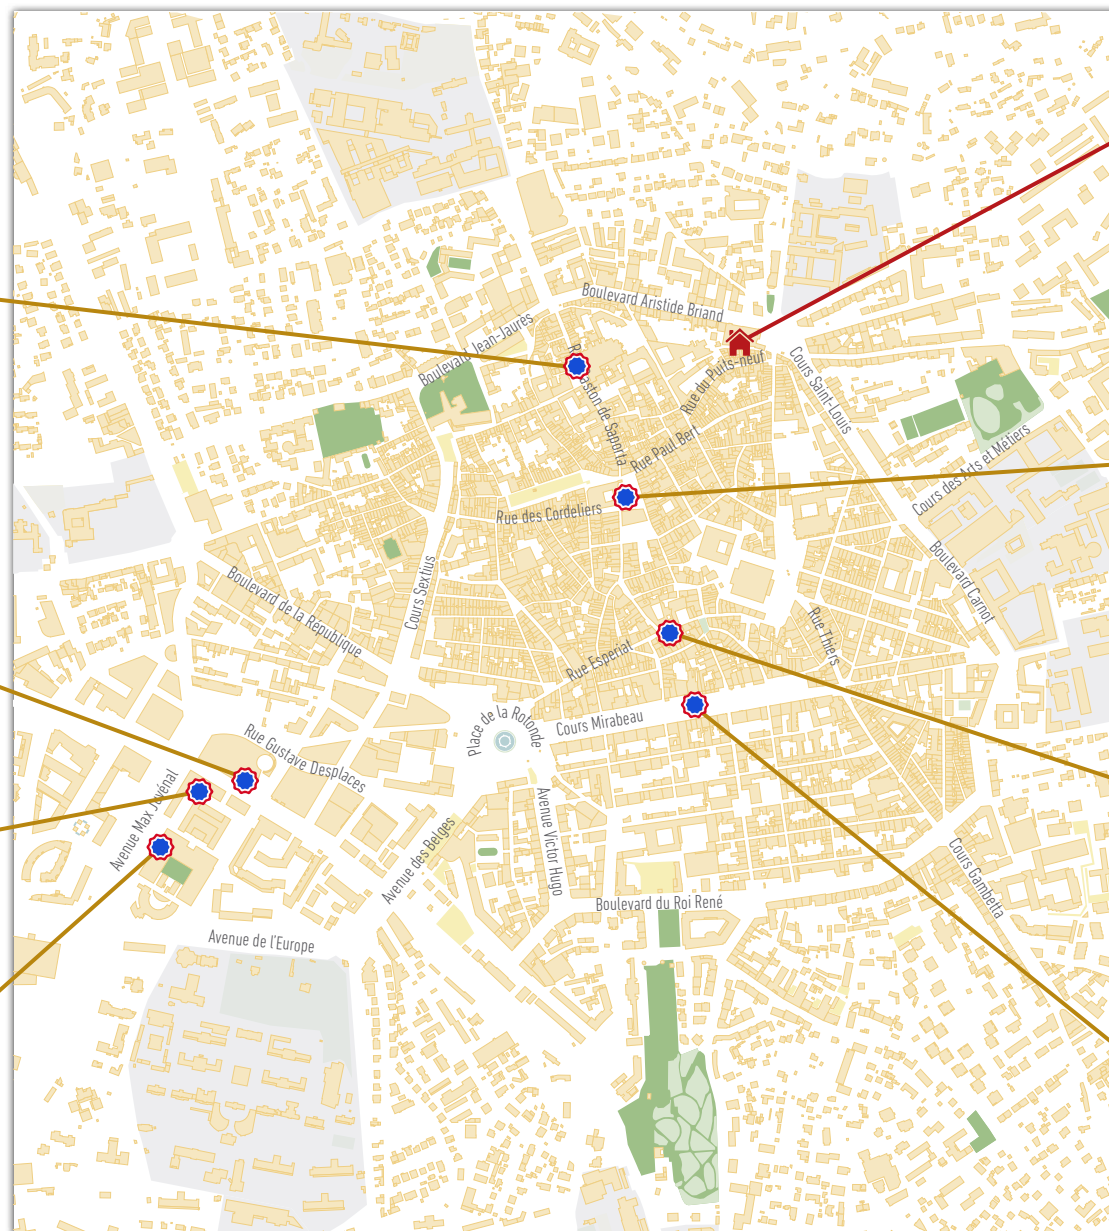 Boulevard Aristide Briand
Boulevard Jean-Jaurès
Rue du Puits-neuf
Cours Saint-Louis
Gaston de Saporta
Rue Paul Bert
Cours des Arts et Métiers
Rue des Cordeliers
Boulevard Carnot
Cours Sextius
Boulevard de la République
Rue Thiers
Rue Esperiat
Place de la Rotonde
Cours Mirabeau
Rue Gustave Desplaces
Avenue Max Juvénal
Avenue des Belges
Avenue Victor Hugo
Cours Gambetta
Boulevard du Roi René
Avenue de l'Europe